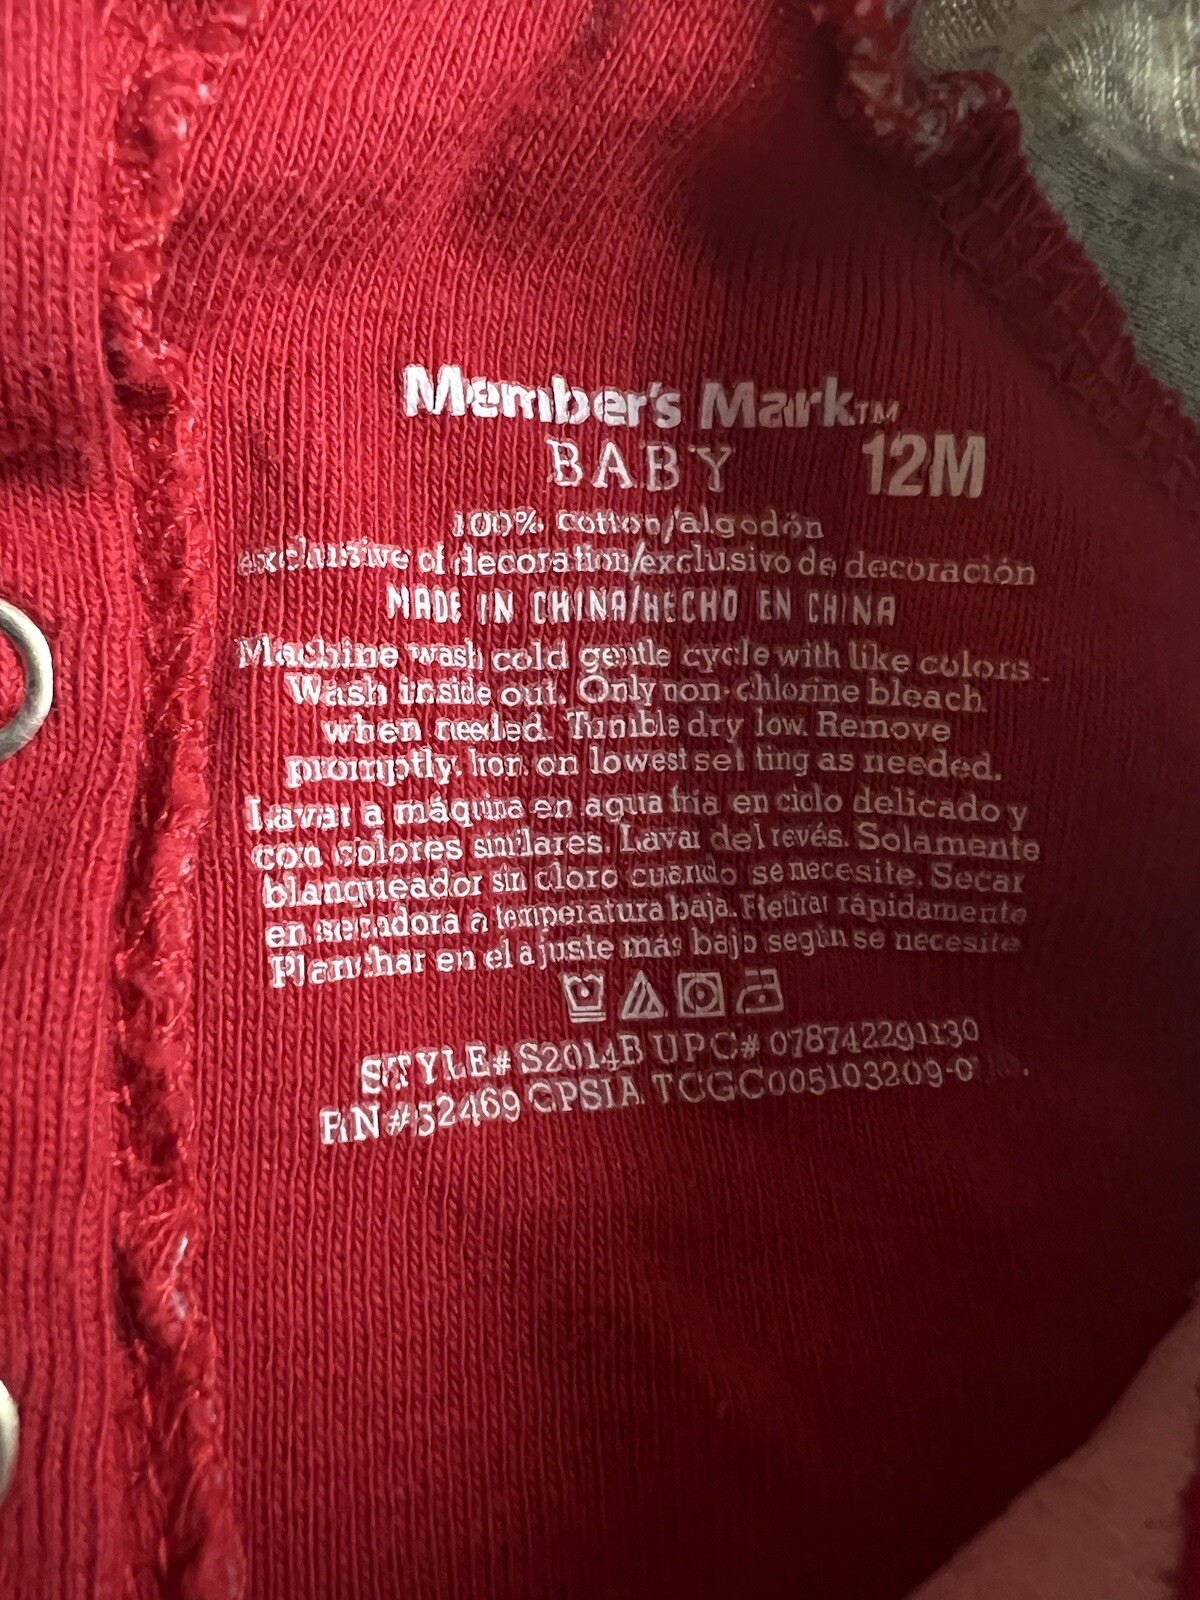 Member's Mark™
BABY 12M
100% cotton/algodón
exclusive of decoration/exclusivo de decoración
MADE IN CHINA/HECHO EN CHINA
Machine wash cold gentle cycle with like colors.
Wash inside out. Only non-chlorine bleach
when needed. Tumble dry low. Remove
promptly. Iron on lowest setting as needed.
Lavar a máquina en agua fría en ciclo delicado y
con colores similares. Lavar del revés. Solamente
blanqueador sin cloro cuando se necesite. Secar
en secadora a temperatura baja. Retirar rápidamente
Planchar en el ajuste más bajo según se necesite
STYLE# S2014B UPC# 078742291130
RN#52469 CPSIA TCGC005103209-0